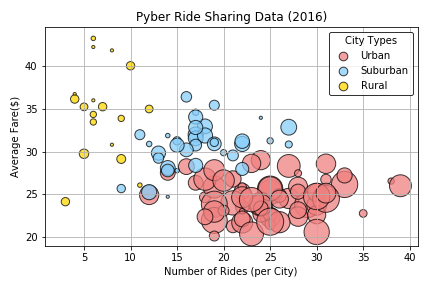 Pyber Ride Sharing Data (2016)
City Types
Urban
Suburban
Rural
Average Fare($)
40
35
30
25
20
5
10
15
20
25
30
35
40
Number of Rides (per City)